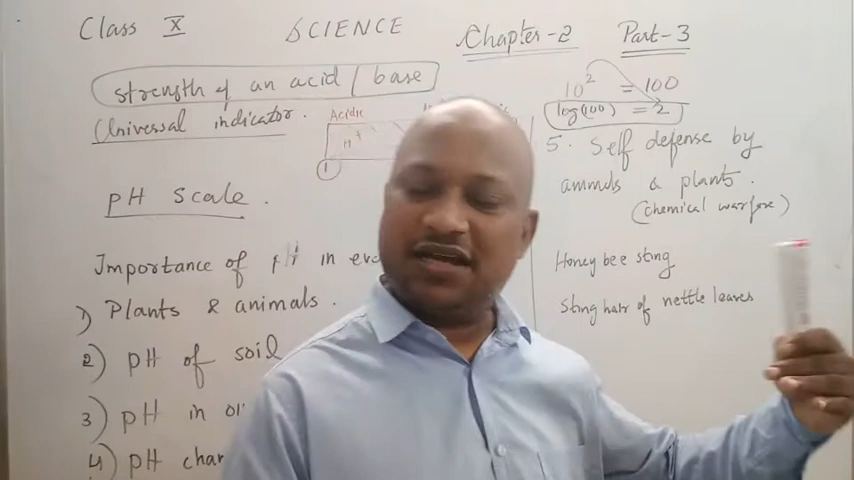 Class X SCIENCE Chapter-2 Part-3
strength of an acid / base
Universal indicator.
Acidic
H+
1
pH Scale.
Importance of pH in
1) Plants & animals.
2) pH of soil
3) pH in
4) pH
10² = 100
log(100) = 2
5. Self defense by
animals & plants.
(chemical warfare)
Honey bee sting
Sting hair of nettle leaves